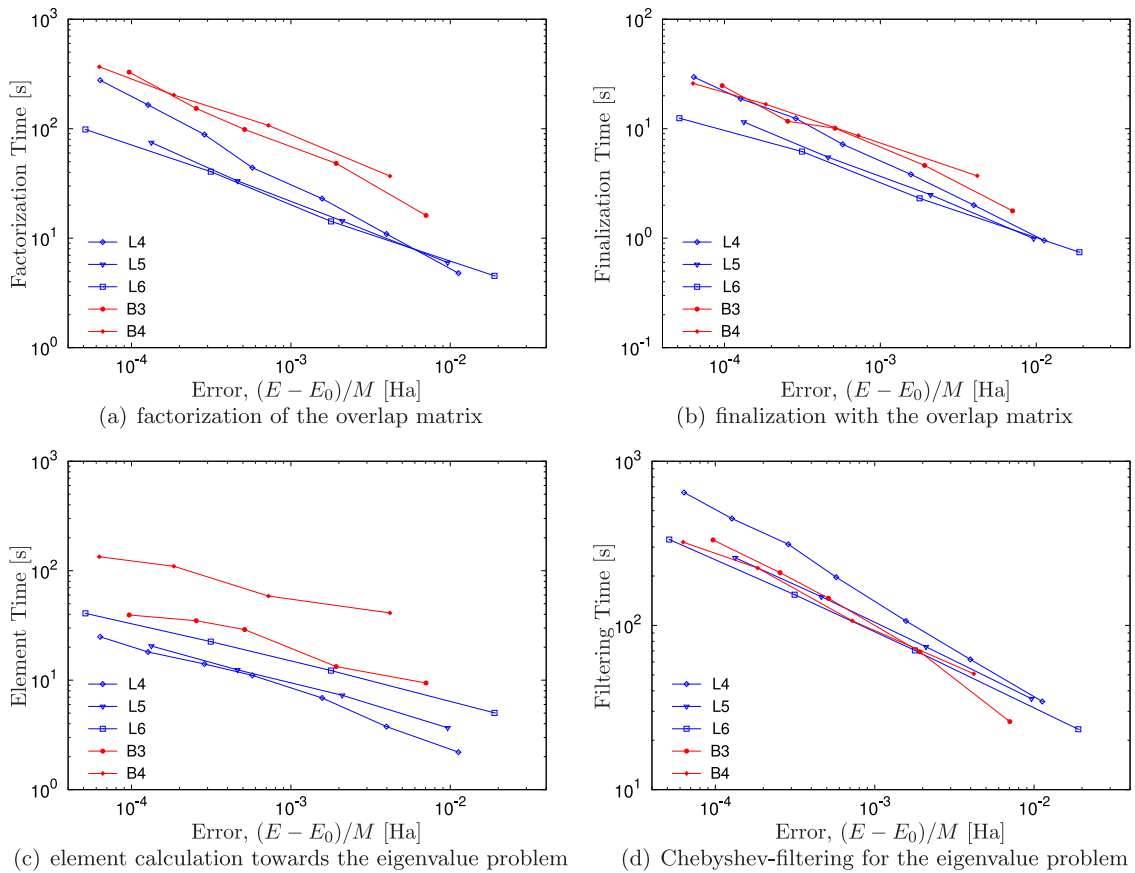 Factorization Time [s]
10^3
10^2
10^1
10^0
L4
L5
L6
B3
B4
10^-4
10^-3
10^-2
Error, (E − E_0)/M [Ha]
(a) factorization of the overlap matrix
Finalization Time [s]
10^2
10^1
10^0
10^-1
L4
L5
L6
B3
B4
10^-4
10^-3
10^-2
Error, (E − E_0)/M [Ha]
(b) finalization with the overlap matrix
Element Time [s]
10^3
10^2
10^1
10^0
L4
L5
L6
B3
B4
10^-4
10^-3
10^-2
Error, (E − E_0)/M [Ha]
(c) element calculation towards the eigenvalue problem
Filtering Time [s]
10^3
10^2
10^1
L4
L5
L6
B3
B4
10^-4
10^-3
10^-2
Error, (E − E_0)/M [Ha]
(d) Chebyshev-filtering for the eigenvalue problem